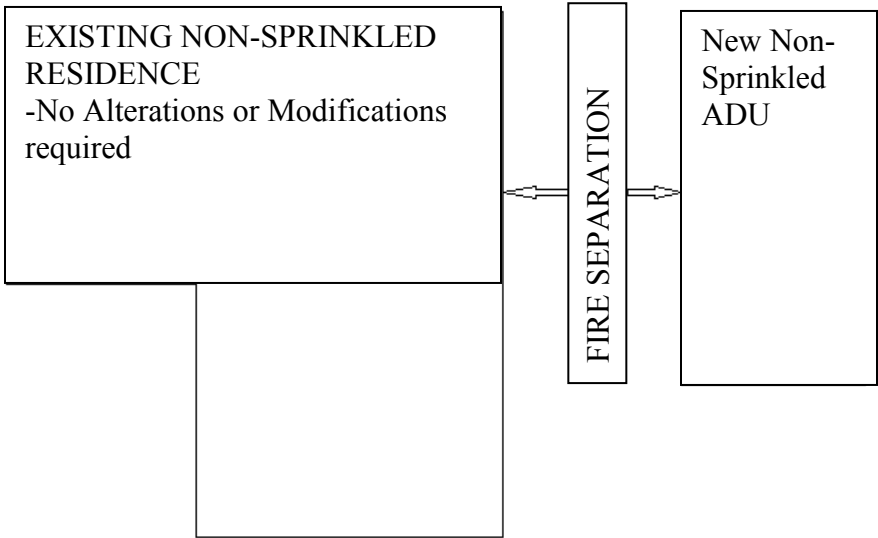 EXISTING NON-SPRINKLED
RESIDENCE
-No Alterations or Modifications
required
FIRE SEPARATION
New Non-
Sprinkled
ADU